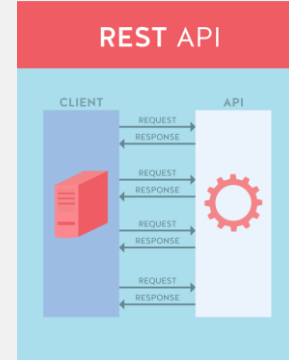 REST API
CLIENT
API
REQUEST
RESPONSE
REQUEST
RESPONSE
REQUEST
RESPONSE
REQUEST
RESPONSE